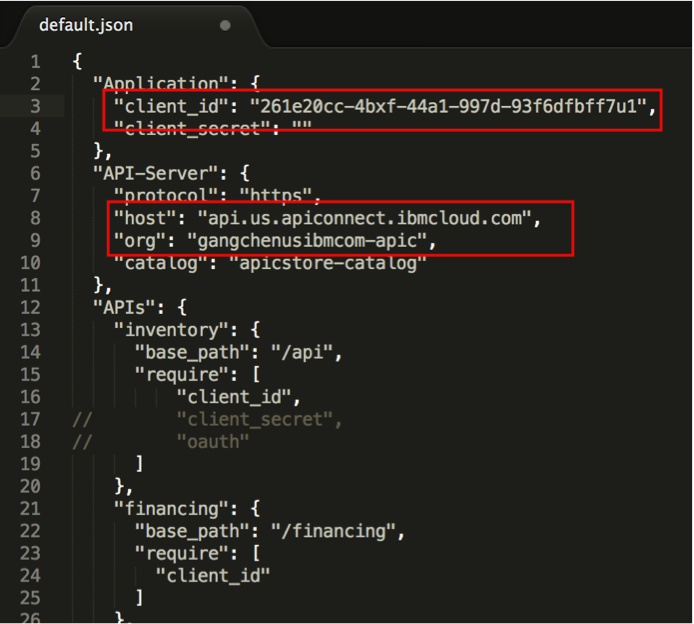 default.json
1 {
2 "Application": {
3 "client_id": "261e20cc-4bxf-44a1-997d-93f6dfbff7u1",
4 "client_secret": ""
5 },
6 "API-Server": {
7 "protocol": "https",
8 "host": "api.us.apiconnect.ibmcloud.com",
9 "org": "gangchenusibmcom-apic",
10 "catalog": "apicstore-catalog"
11 },
12 "APIs": {
13 "inventory": {
14 "base_path": "/api",
15 "require": [
16 "client_id",
17 // "client_secret",
18 // "oauth"
19 ]
20 },
21 "financing": {
22 "base_path": "/financing",
23 "require": [
24 "client_id"
25 ]
26 },